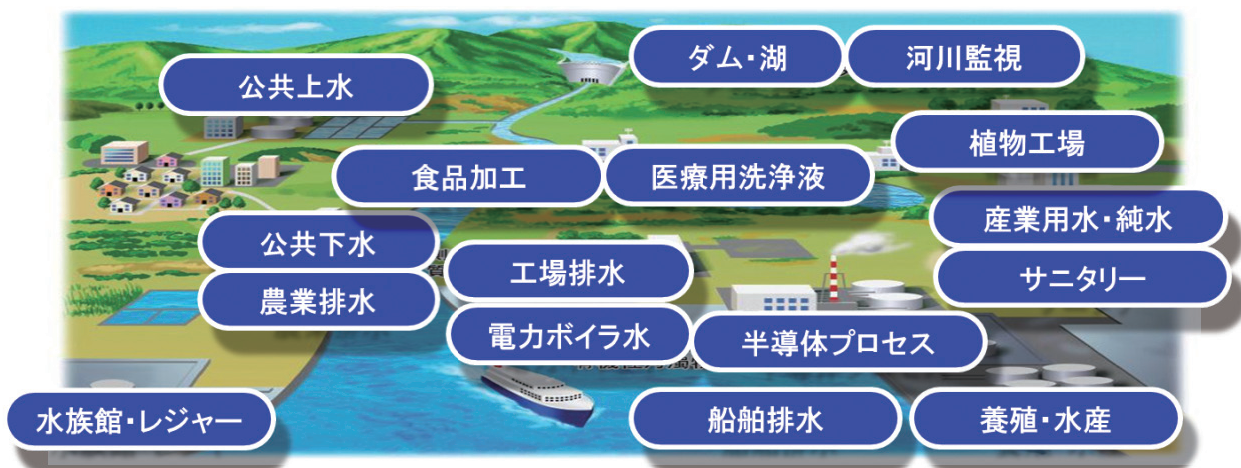 ダム・湖
河川監視
公共上水
植物工場
食品加工
医療用洗浄液
産業用水・純水
公共下水
工場排水
サニタリー
農業排水
電力ボイラ水
半導体プロセス
水族館・レジャー
船舶排水
養殖・水産